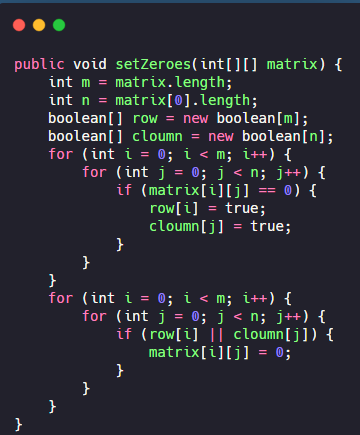 public void setZeroes(int[][] matrix) {
    int m = matrix.length;
    int n = matrix[0].length;
    boolean[] row = new boolean[m];
    boolean[] cloumn = new boolean[n];
    for (int i = 0; i < m; i++) {
        for (int j = 0; j < n; j++) {
            if (matrix[i][j] == 0) {
                row[i] = true;
                cloumn[j] = true;
            }
        }
    }
    for (int i = 0; i < m; i++) {
        for (int j = 0; j < n; j++) {
            if (row[i] || cloumn[j]) {
                matrix[i][j] = 0;
            }
        }
    }
}